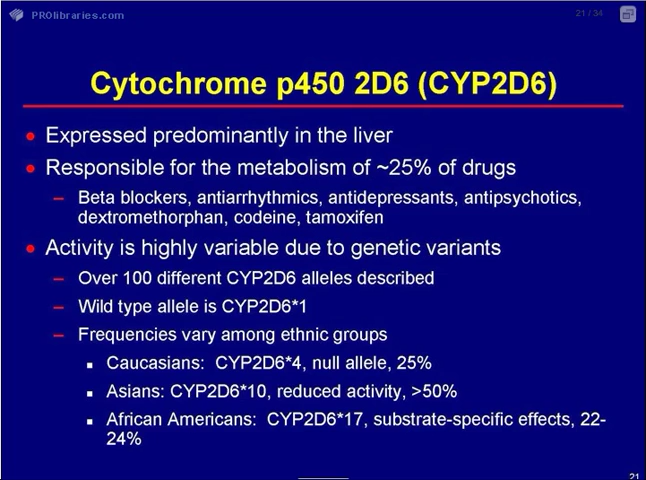 PROlibraries.com
21 / 34
Cytochrome p450 2D6 (CYP2D6)
• Expressed predominantly in the liver
• Responsible for the metabolism of ~25% of drugs
– Beta blockers, antiarrhythmics, antidepressants, antipsychotics,
dextromethorphan, codeine, tamoxifen
• Activity is highly variable due to genetic variants
– Over 100 different CYP2D6 alleles described
– Wild type allele is CYP2D6*1
– Frequencies vary among ethnic groups
▪ Caucasians: CYP2D6*4, null allele, 25%
▪ Asians: CYP2D6*10, reduced activity, >50%
▪ African Americans: CYP2D6*17, substrate-specific effects, 22-
24%
21